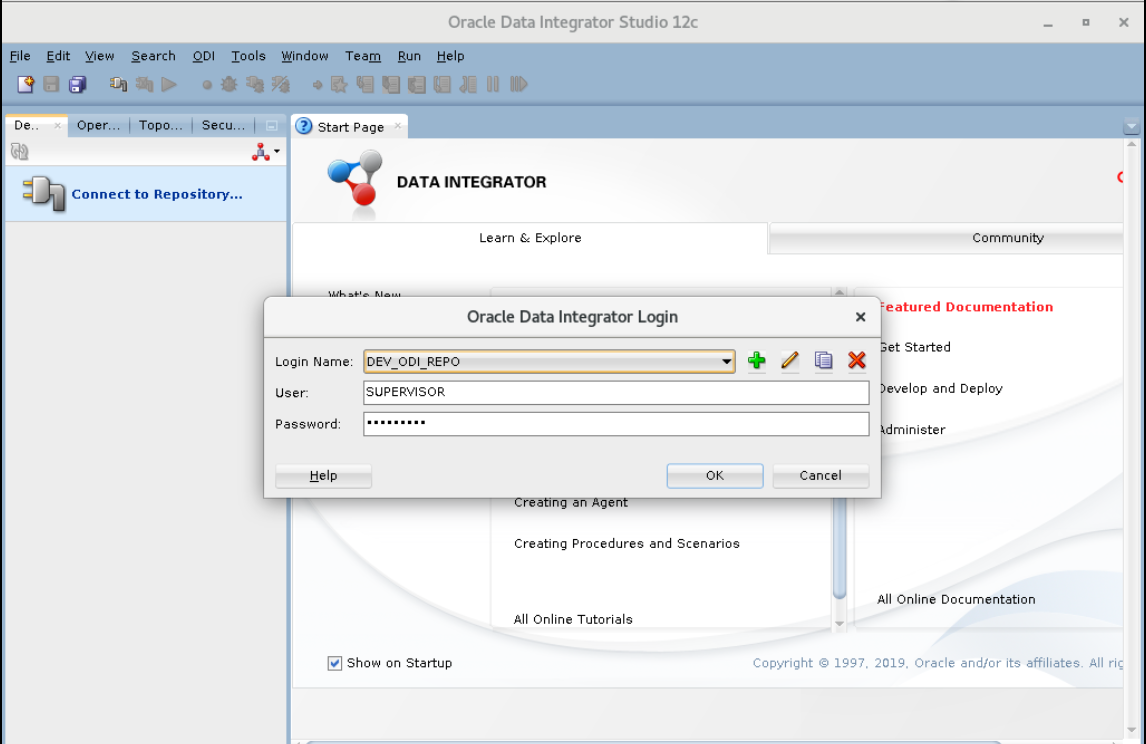 Oracle Data Integrator Studio 12c
File Edit View Search ODI Tools Window Team Run Help
De.. Oper... Topo... Secu... Start Page
Connect to Repository...
DATA INTEGRATOR
Learn & Explore Community
What's New
Featured Documentation
Get Started
Develop and Deploy
Administer
Oracle Data Integrator Login
Login Name: DEV_ODI_REPO
User: SUPERVISOR
Password: •••••••••
Help OK Cancel
Creating an Agent
Creating Procedures and Scenarios
All Online Documentation
All Online Tutorials
Show on Startup
Copyright © 1997, 2019, Oracle and/or its affiliates. All